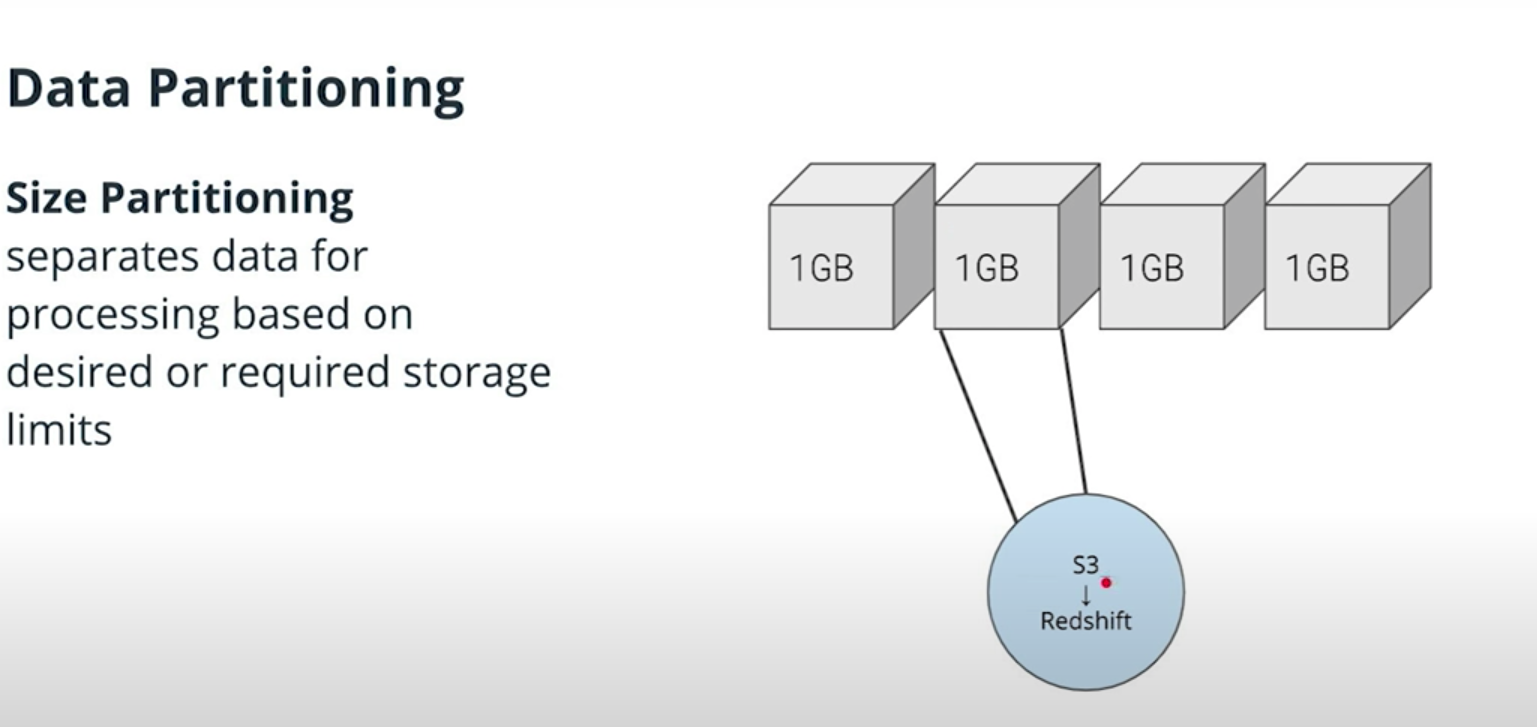 Data Partitioning
Size Partitioning
separates data for
processing based on
desired or required storage
limits
1GB
1GB
1GB
1GB
S3
↓
Redshift